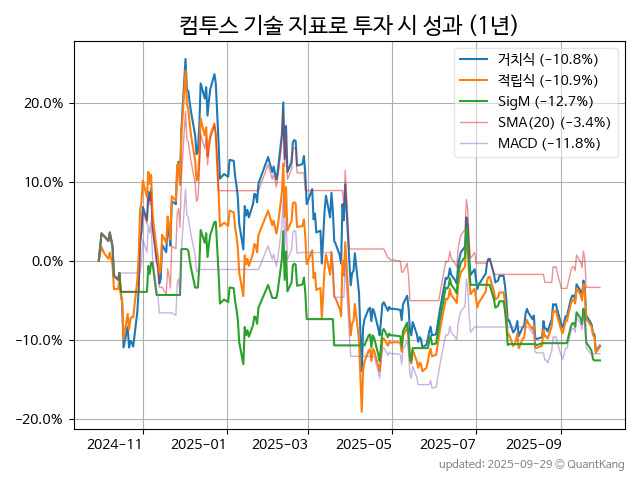 컴투스 기술 지표로 투자 시 성과 (1년)
거치식 (−10.8%)
적립식 (−10.9%)
SigM (−12.7%)
SMA(20) (−3.4%)
MACD (−11.8%)
20.0%
10.0%
0.0%
−10.0%
−20.0%
2024-11 2025-01 2025-03 2025-05 2025-07 2025-09
updated: 2025-09-29 © QuantKang